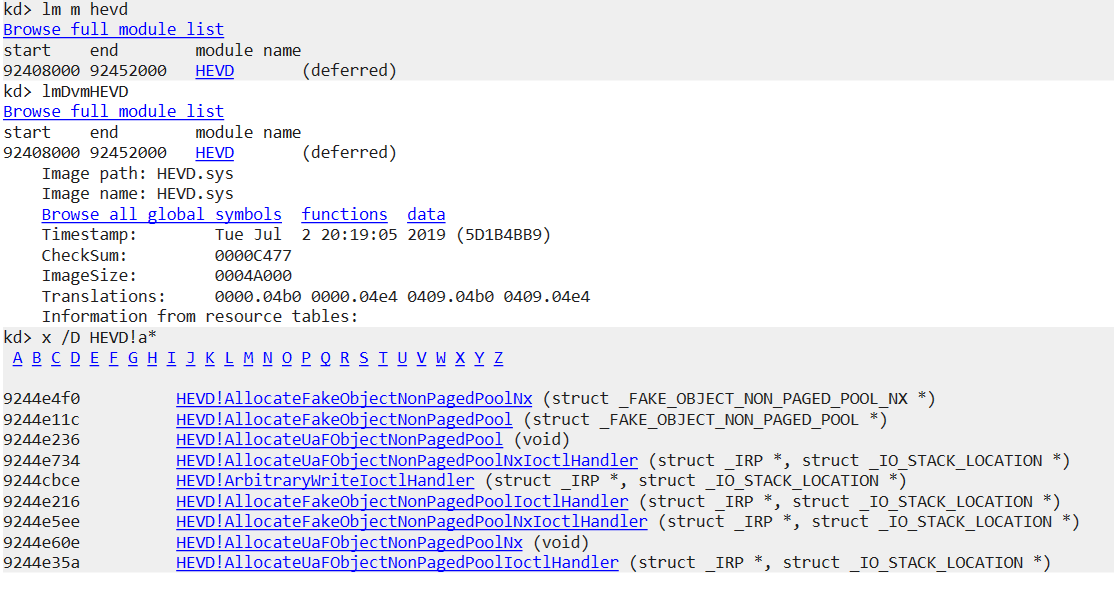 kd> lm m hevd
Browse full module list
start    end        module name
92408000 92452000   HEVD       (deferred)
kd> lmDvmHEVD
Browse full module list
start    end        module name
92408000 92452000   HEVD       (deferred)
    Image path: HEVD.sys
    Image name: HEVD.sys
    Browse all global symbols  functions  data
    Timestamp:        Tue Jul  2 20:19:05 2019 (5D1B4BB9)
    CheckSum:         0000C477
    ImageSize:        0004A000
    Translations:     0000.04b0 0000.04e4 0409.04b0 0409.04e4
    Information from resource tables:
kd> x /D HEVD!a*
 A B C D E F G H I J K L M N O P Q R S T U V W X Y Z
9244e4f0          HEVD!AllocateFakeObjectNonPagedPoolNx (struct _FAKE_OBJECT_NON_PAGED_POOL_NX *)
9244e11c          HEVD!AllocateFakeObjectNonPagedPool (struct _FAKE_OBJECT_NON_PAGED_POOL *)
9244e236          HEVD!AllocateUaFObjectNonPagedPool (void)
9244e734          HEVD!AllocateUaFObjectNonPagedPoolNxIoctlHandler (struct _IRP *, struct _IO_STACK_LOCATION *)
9244cbce          HEVD!ArbitraryWriteIoctlHandler (struct _IRP *, struct _IO_STACK_LOCATION *)
9244e216          HEVD!AllocateFakeObjectNonPagedPoolIoctlHandler (struct _IRP *, struct _IO_STACK_LOCATION *)
9244e5ee          HEVD!AllocateFakeObjectNonPagedPoolNxIoctlHandler (struct _IRP *, struct _IO_STACK_LOCATION *)
9244e60e          HEVD!AllocateUaFObjectNonPagedPoolNx (void)
9244e35a          HEVD!AllocateUaFObjectNonPagedPoolIoctlHandler (struct _IRP *, struct _IO_STACK_LOCATION *)